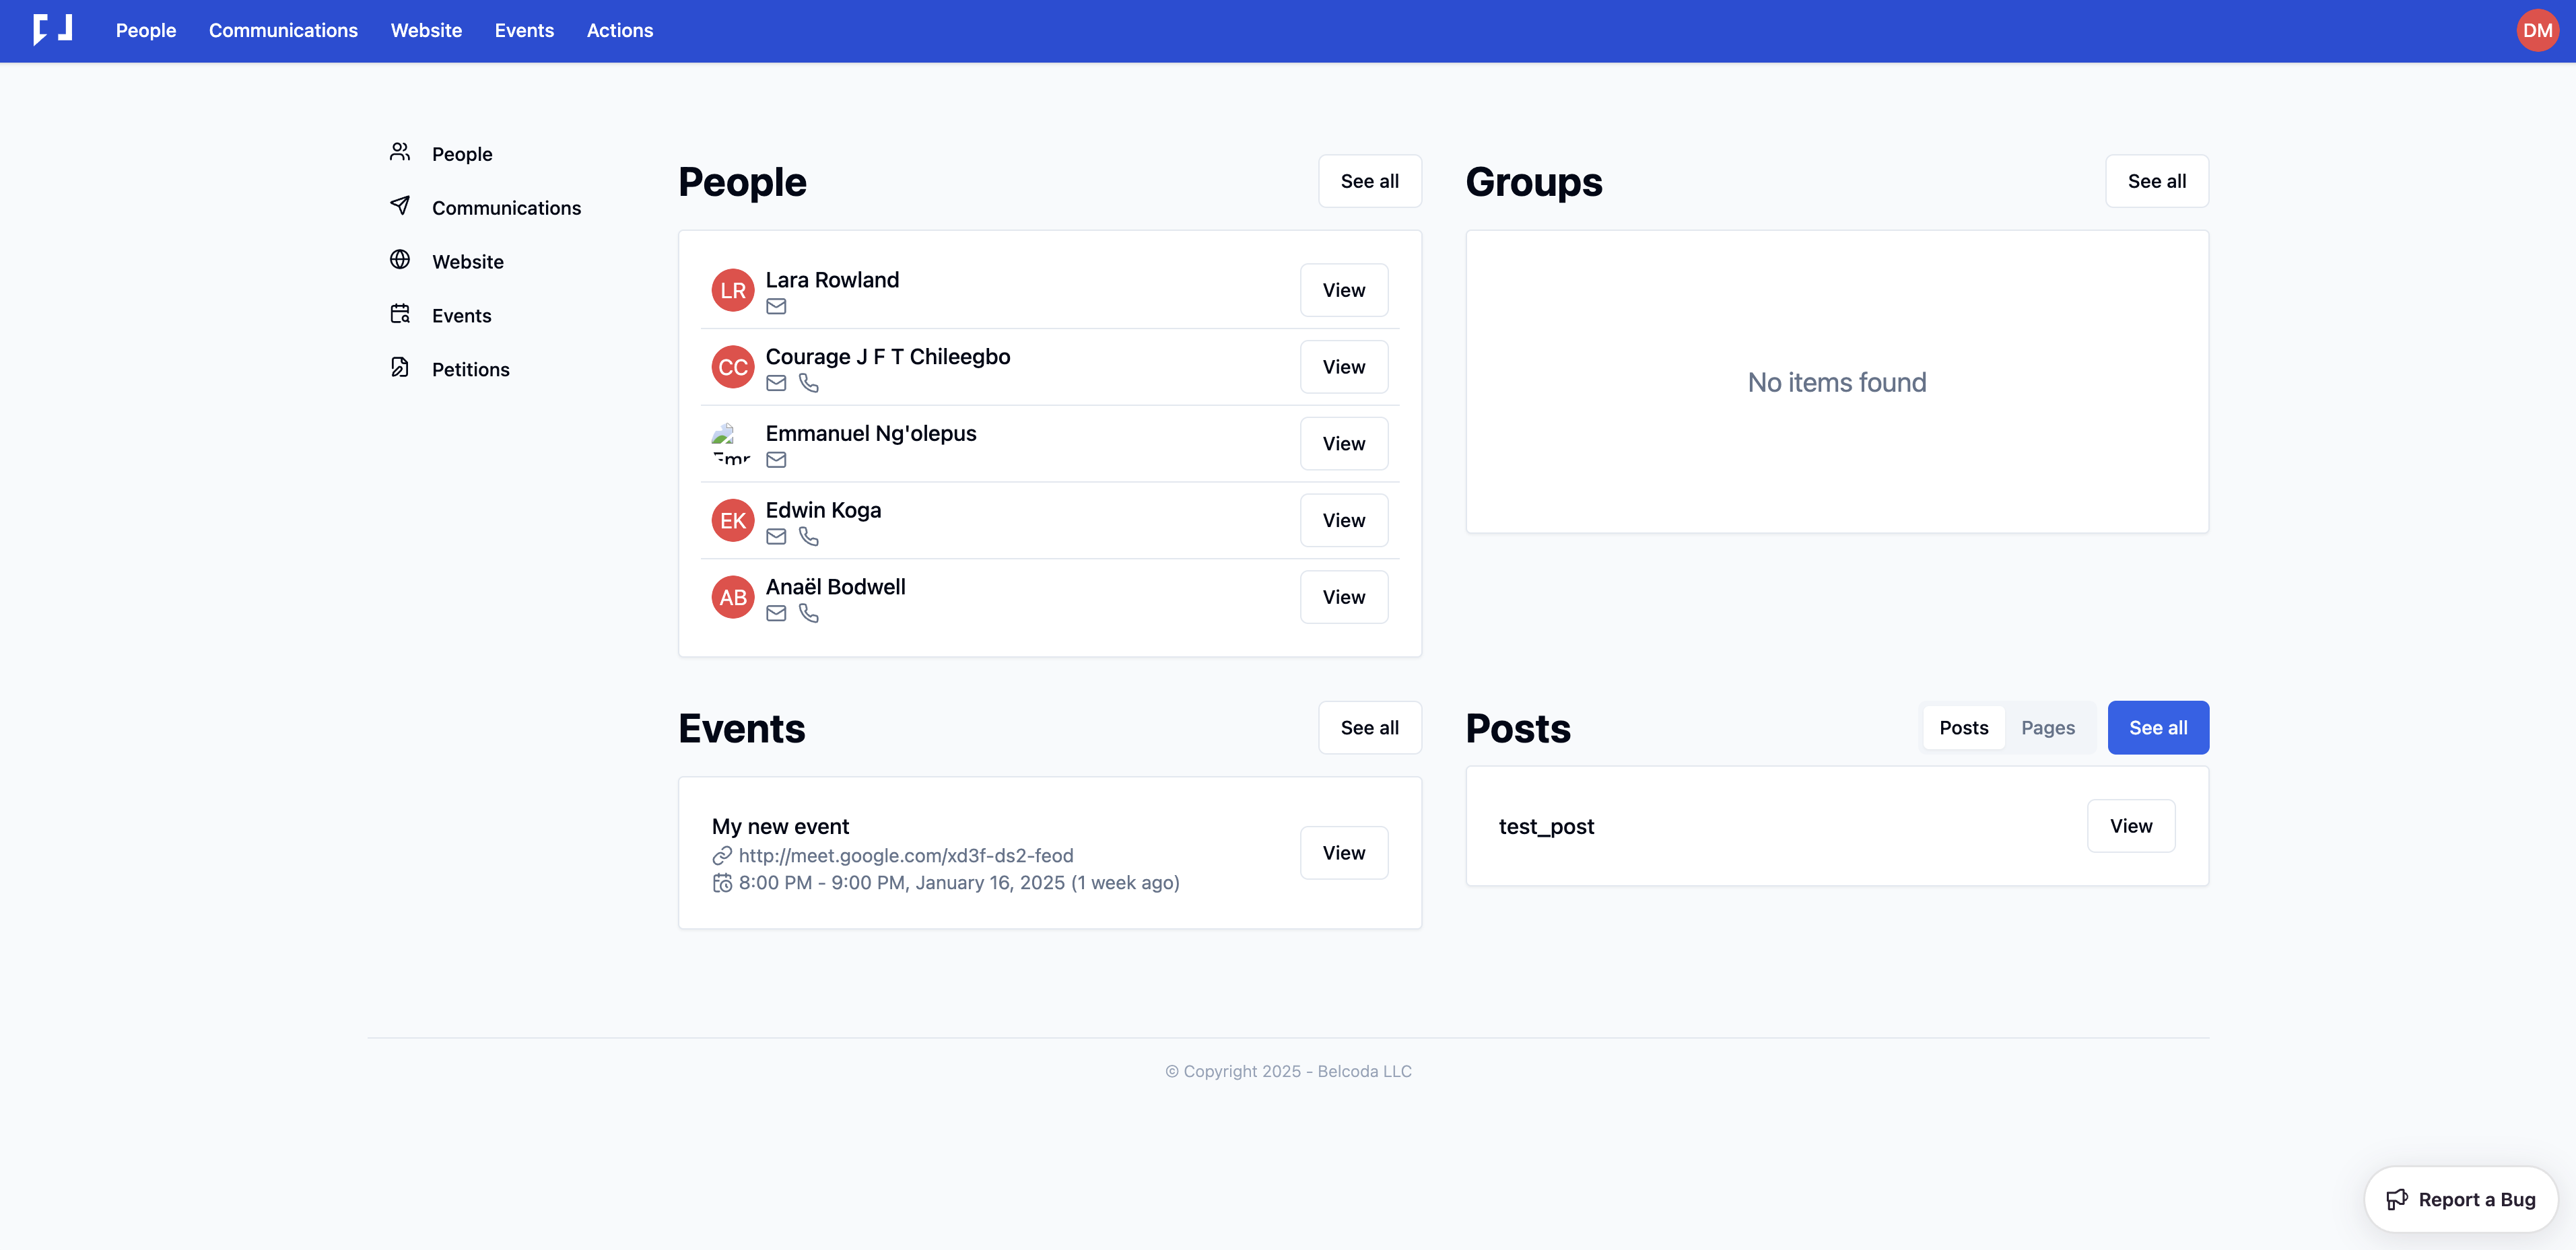 People Communications Website Events Actions DM
People
Communications
Website
Events
Petitions
People See all
LR Lara Rowland View
CC Courage J F T Chileegbo View
Emmanuel Ng'olepus View
EK Edwin Koga View
AB Anaël Bodwell View
Groups See all
No items found
Events See all
My new event
http://meet.google.com/xd3f-ds2-feod
View
8:00 PM - 9:00 PM, January 16, 2025 (1 week ago)
Posts Posts Pages See all
test_post View
© Copyright 2025 - Belcoda LLC
Report a Bug